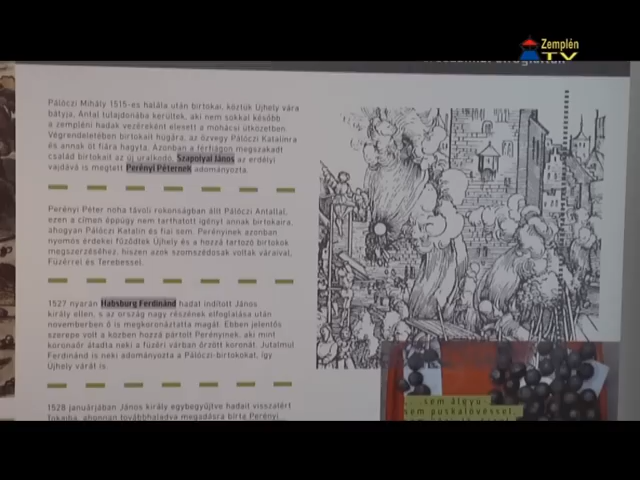 Zemplén
TV
Pálóczi Mihály 1515-ös halála után birtokai, köztük Újhely vára
bátyja, Antal tulajdonába kerültek, aki nem sokkal később
a zempléni hadak vezéreként elesett a mohácsi ütközetben.
Végrendeletében birtokait húgára, az özvegy Pálóczi Katalinra
és annak öt fiára hagyta. Azonban a férfiágon megszakadt
család birtokait az új uralkodó, Szapolyai János az erdélyi
vajdává is megtett Perényi Péternek adományozta.
Perényi Péter noha távoli rokonságban állt Pálóczi Antallal,
ezen a címen éppúgy nem tarthatott igényt annak birtokaira,
ahogyan Pálóczi Katalin és fiai sem. Perényinek azonban
nyomós érdekei fűződtek Újhely és a hozzá tartozó birtokok
megszerzéséhez, hiszen azok szomszédosak voltak váraival,
Füzérrel és Terebessel.
1527 nyarán Habsburg Ferdinánd hadat indított János
király ellen, s az ország nagy részének elfoglalása után
novemberben ő is megkoronáztatta magát. Ebben jelentős
szerepe volt a közben hozzá pártolt Perényinek, aki mint
koronaőr átadta neki a füzéri várban őrzött koronát. Jutalmul
Ferdinánd is neki adományozta a Pálóczi-birtokokat, így
Újhely várát is.
1528 januárjában János király egybegyűjtve hadait visszatért
Tokajba, ahonnan továbbhaladva megadásra bírta Perényi
...sem ágyú-
sem puskalövéssel,